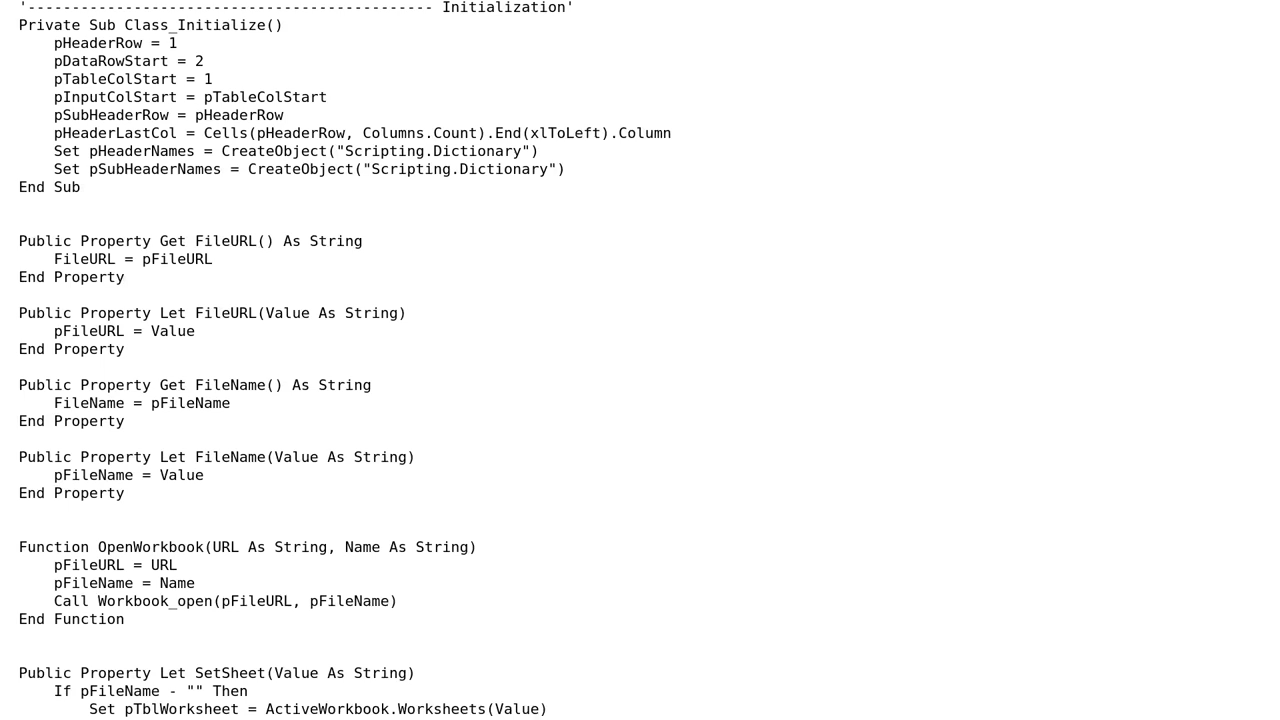 '---------------------------------------------- Initialization'
Private Sub Class_Initialize()
    pHeaderRow = 1
    pDataRowStart = 2
    pTableColStart = 1
    pInputColStart = pTableColStart
    pSubHeaderRow = pHeaderRow
    pHeaderLastCol = Cells(pHeaderRow, Columns.Count).End(xlToLeft).Column
    Set pHeaderNames = CreateObject("Scripting.Dictionary")
    Set pSubHeaderNames = CreateObject("Scripting.Dictionary")
End Sub

Public Property Get FileURL() As String
    FileURL = pFileURL
End Property

Public Property Let FileURL(Value As String)
    pFileURL = Value
End Property

Public Property Get FileName() As String
    FileName = pFileName
End Property

Public Property Let FileName(Value As String)
    pFileName = Value
End Property

Function OpenWorkbook(URL As String, Name As String)
    pFileURL = URL
    pFileName = Name
    Call Workbook_open(pFileURL, pFileName)
End Function

Public Property Let SetSheet(Value As String)
    If pFileName - "" Then
        Set pTblWorksheet = ActiveWorkbook.Worksheets(Value)